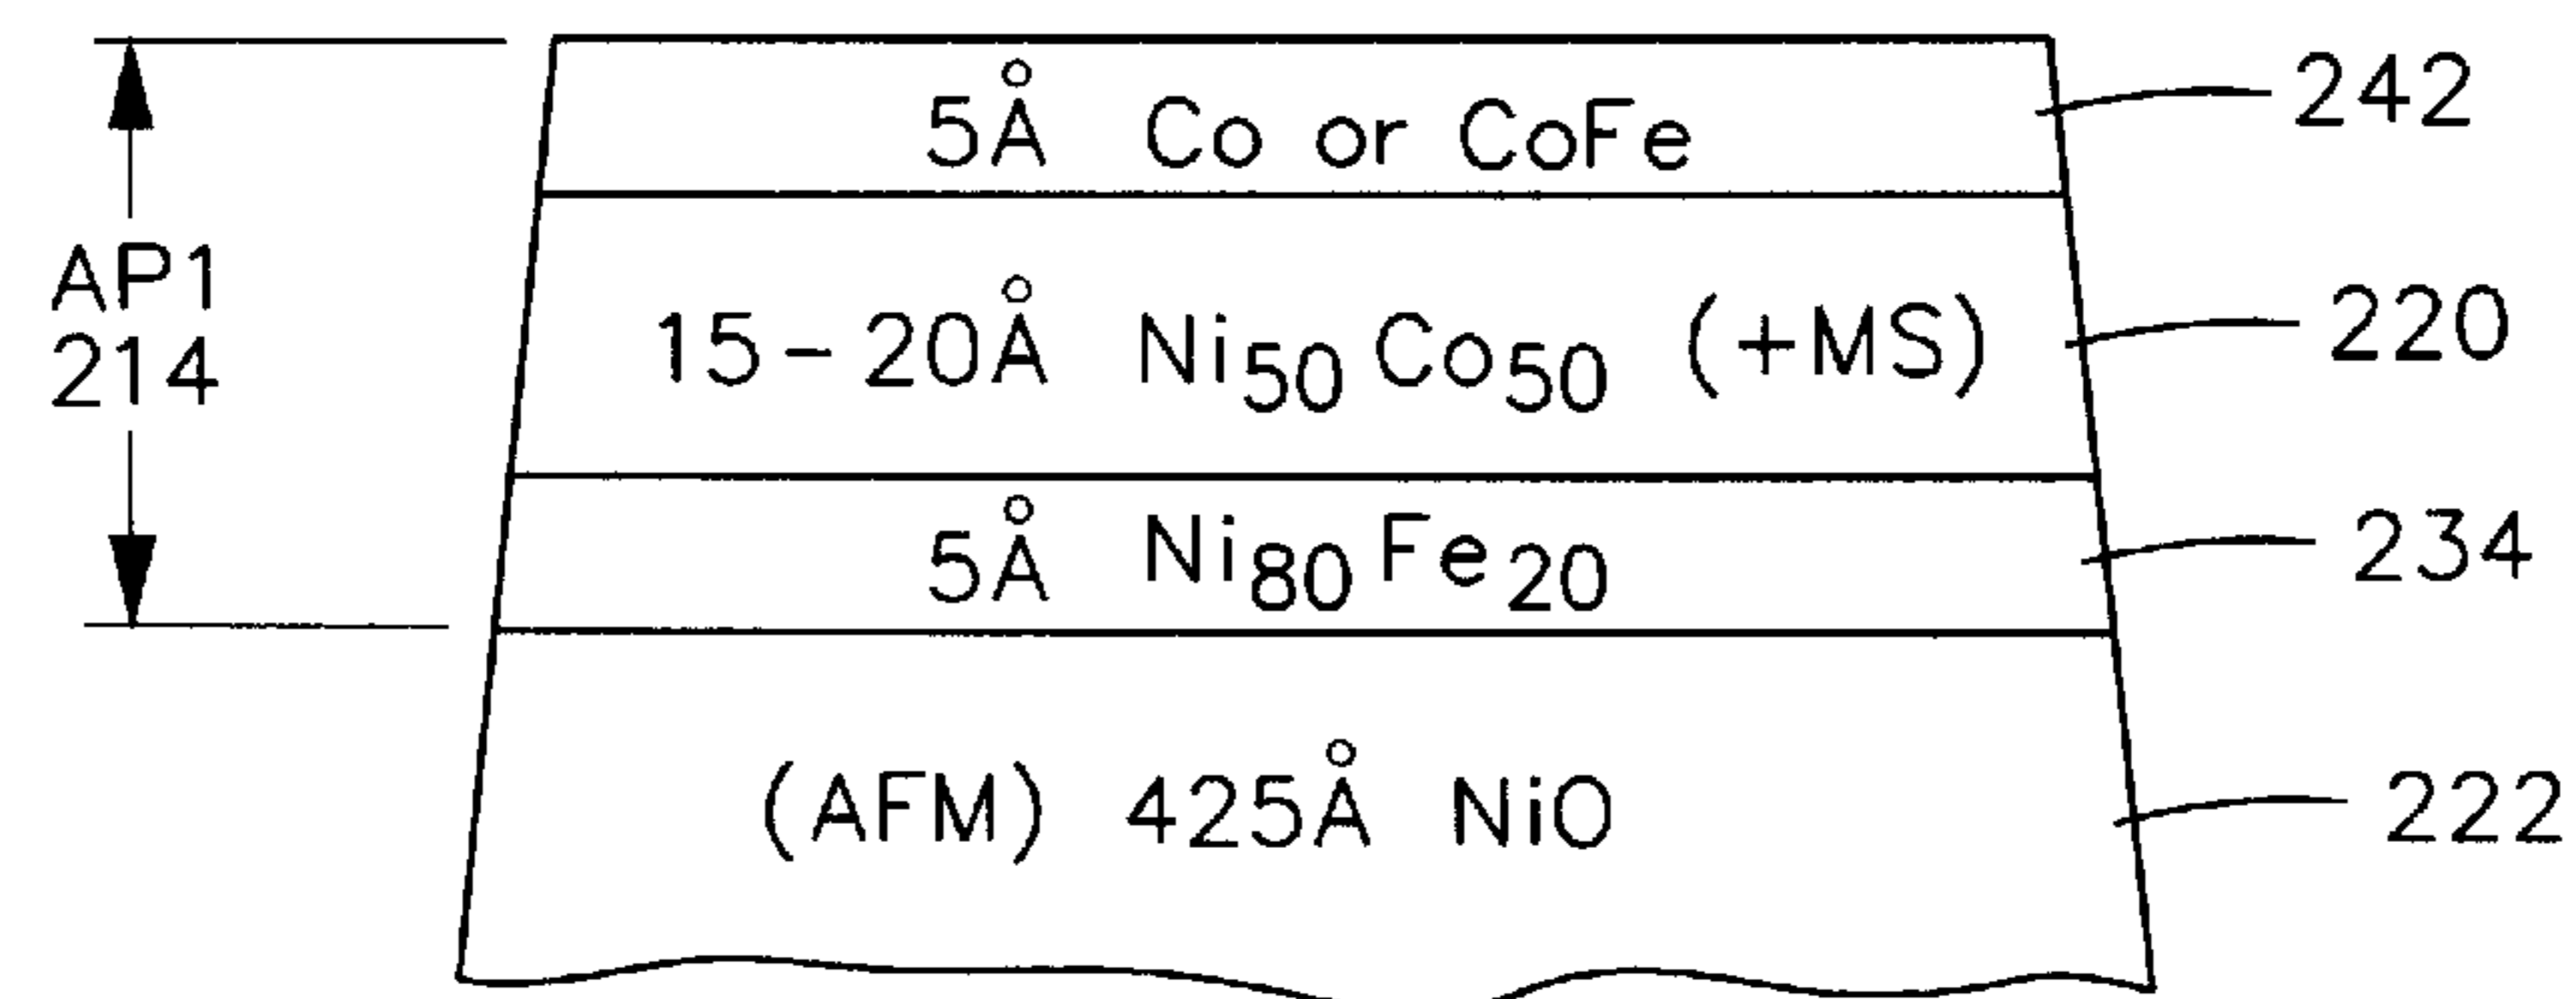 5Å Co or CoFe
242
AP1
214
15-20Å Ni₅₀Co₅₀ (+MS)
220
5Å Ni₈₀Fe₂₀
234
(AFM) 425Å NiO
222